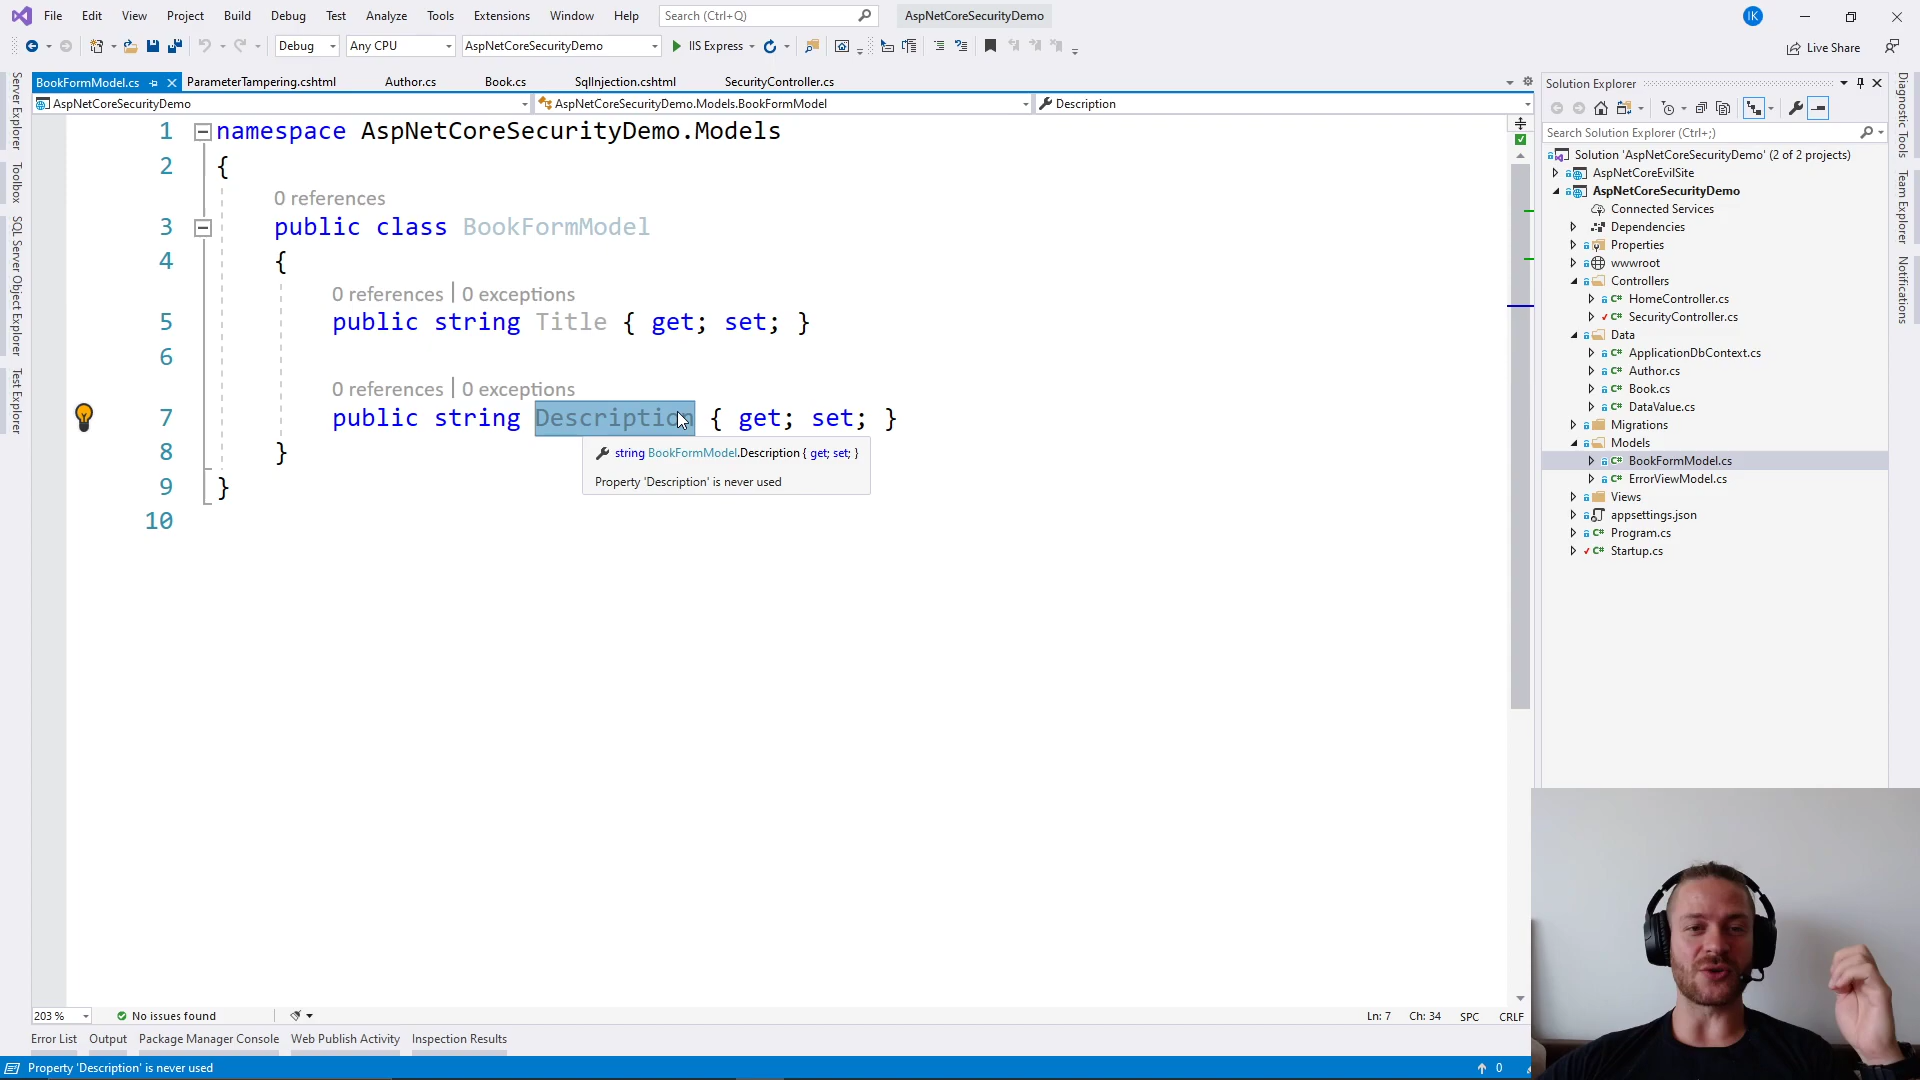 File Edit View Project Build Debug Test Analyze Tools Extensions Window Help Search (Ctrl+Q) AspNetCoreSecurityDemo IK
Debug Any CPU AspNetCoreSecurityDemo IIS Express Live Share
BookFormModel.cs ParameterTampering.cshtml Author.cs Book.cs SqlInjection.cshtml SecurityController.cs
AspNetCoreSecurityDemo AspNetCoreSecurityDemo.Models.BookFormModel Description
Server Explorer
Toolbox
SQL Server Object Explorer
Test Explorer
1 namespace AspNetCoreSecurityDemo.Models
2 {
0 references
3 public class BookFormModel
4 {
0 references | 0 exceptions
5 public string Title { get; set; }
6
0 references | 0 exceptions
7 public string Description { get; set; }
string BookFormModel.Description { get; set; }
Property 'Description' is never used
8 }
9 }
10
Solution Explorer
Search Solution Explorer (Ctrl+;)
Solution 'AspNetCoreSecurityDemo' (2 of 2 projects)
AspNetCoreEvilSite
AspNetCoreSecurityDemo
Connected Services
Dependencies
Properties
wwwroot
Controllers
C# HomeController.cs
C# SecurityController.cs
Data
C# ApplicationDbContext.cs
C# Author.cs
C# Book.cs
C# DataValue.cs
Migrations
Models
C# BookFormModel.cs
C# ErrorViewModel.cs
Views
appsettings.json
C# Program.cs
C# Startup.cs
Diagnostic Tools
Team Explorer
Notifications
203 % No issues found Ln: 7 Ch: 34 SPC CRLF
Error List Output Package Manager Console Web Publish Activity Inspection Results
Property 'Description' is never used 0